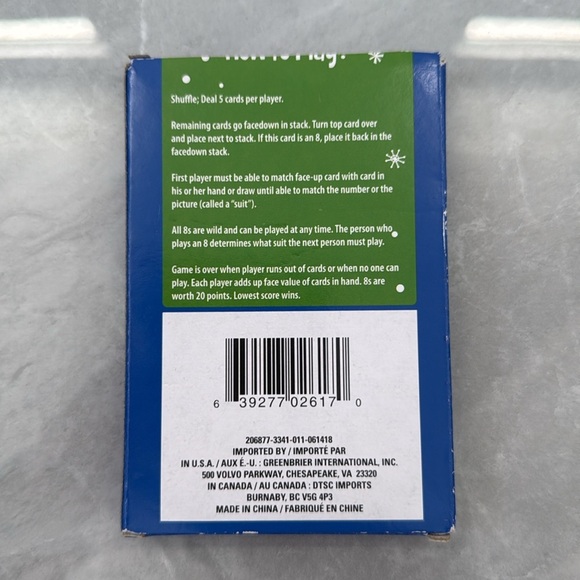 How to Play!
Shuffle; Deal 5 cards per player.
Remaining cards go facedown in stack. Turn top card over
and place next to stack. If this card is an 8, place it back in the
facedown stack.
First player must be able to match face-up card with card in
his or her hand or draw until able to match the number or the
picture (called a “suit”).
All 8s are wild and can be played at any time. The person who
plays an 8 determines what suit the next person must play.
Game is over when player runs out of cards or when no one can
play. Each player adds up face value of cards in hand. 8s are
worth 20 points. Lowest score wins.
6 39277 02617 0
206877-3341-011-061418
IMPORTED BY / IMPORTÉ PAR
IN U.S.A. / AUX É.-U. : GREENBRIER INTERNATIONAL, INC.
500 VOLVO PARKWAY, CHESAPEAKE, VA 23320
IN CANADA / AU CANADA : DTSC IMPORTS
BURNABY, BC V5G 4P3
MADE IN CHINA / FABRIQUÉ EN CHINE